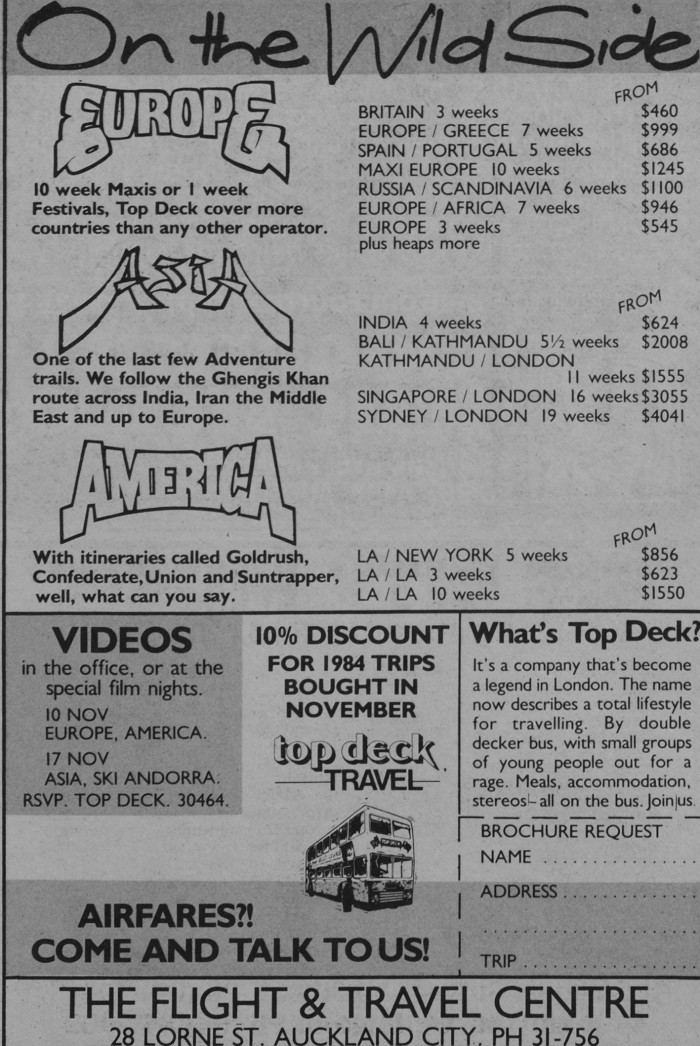 On the Wild Side
EUROPE
10 week Maxis or 1 week
Festivals, Top Deck cover more
countries than any other operator.
FROM
BRITAIN 3 weeks $460
EUROPE / GREECE 7 weeks $999
SPAIN / PORTUGAL 5 weeks $686
MAXI EUROPE 10 weeks $1245
RUSSIA / SCANDINAVIA 6 weeks $1100
EUROPE / AFRICA 7 weeks $946
EUROPE 3 weeks $545
plus heaps more
ASIA
One of the last few Adventure
trails. We follow the Ghengis Khan
route across India, Iran the Middle
East and up to Europe.
FROM
INDIA 4 weeks $624
BALI / KATHMANDU 5½ weeks $2008
KATHMANDU / LONDON
11 weeks $1555
SINGAPORE / LONDON 16 weeks $3055
SYDNEY / LONDON 19 weeks $4041
AMERICA
With itineraries called Goldrush,
Confederate, Union and Suntrapper,
well, what can you say.
FROM
LA / NEW YORK 5 weeks $856
LA / LA 3 weeks $623
LA / LA 10 weeks $1550
VIDEOS
in the office, or at the
special film nights.
10 NOV
EUROPE, AMERICA.
17 NOV
ASIA, SKI ANDORRA.
RSVP. TOP DECK. 30464.
10% DISCOUNT
FOR 1984 TRIPS
BOUGHT IN
NOVEMBER
top deck
TRAVEL
AIRFARES?!
COME AND TALK TO US!
What's Top Deck?
It's a company that's become
a legend in London. The name
now describes a total lifestyle
for travelling. By double
decker bus, with small groups
of young people out for a
rage. Meals, accommodation,
stereos – all on the bus. Join us.
BROCHURE REQUEST
NAME
ADDRESS
TRIP
THE FLIGHT & TRAVEL CENTRE
28 LORNE ST. AUCKLAND CITY. PH 31-756